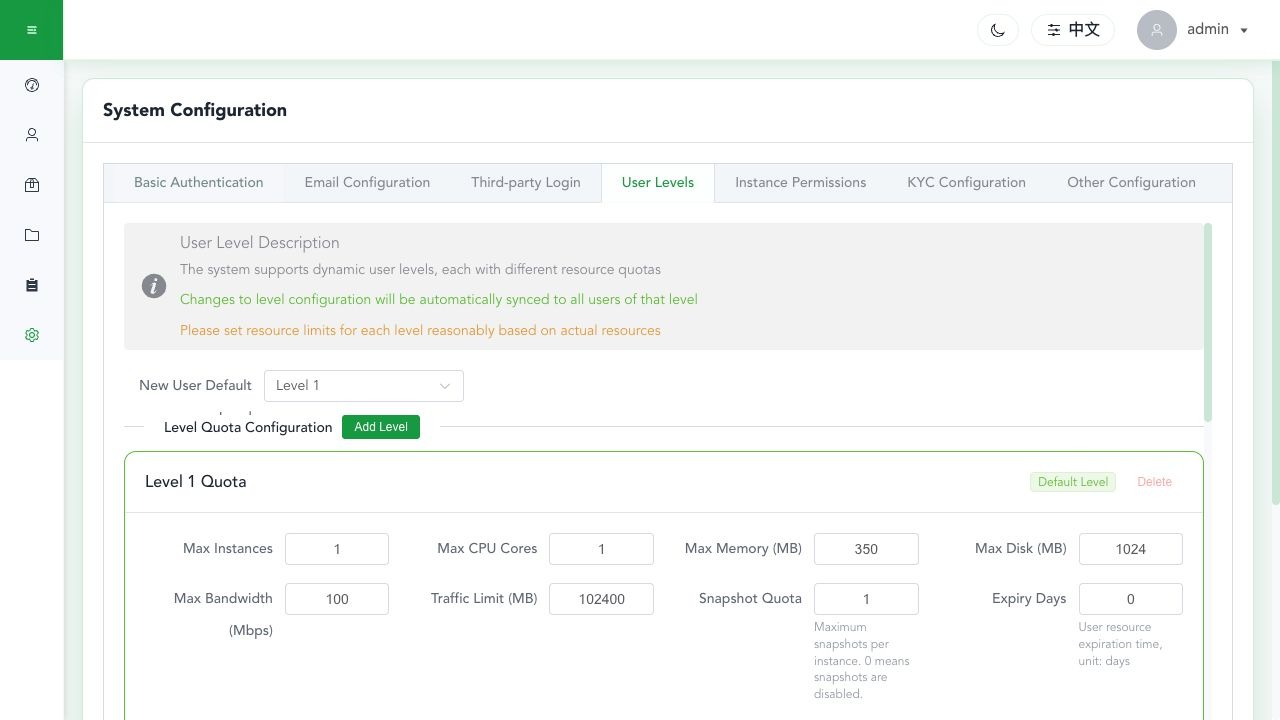 中文
admin
System Configuration
Basic Authentication
Email Configuration
Third-party Login
User Levels
Instance Permissions
KYC Configuration
Other Configuration
User Level Description
The system supports dynamic user levels, each with different resource quotas
Changes to level configuration will be automatically synced to all users of that level
Please set resource limits for each level reasonably based on actual resources
New User Default
Level 1
Level Quota Configuration
Add Level
Level 1 Quota
Default Level
Delete
Max Instances
1
Max CPU Cores
1
Max Memory (MB)
350
Max Disk (MB)
1024
Max Bandwidth
(Mbps)
100
Traffic Limit (MB)
102400
Snapshot Quota
1
Maximum
snapshots per
instance. 0 means
snapshots are
disabled.
Expiry Days
0
User resource
expiration time,
unit: days